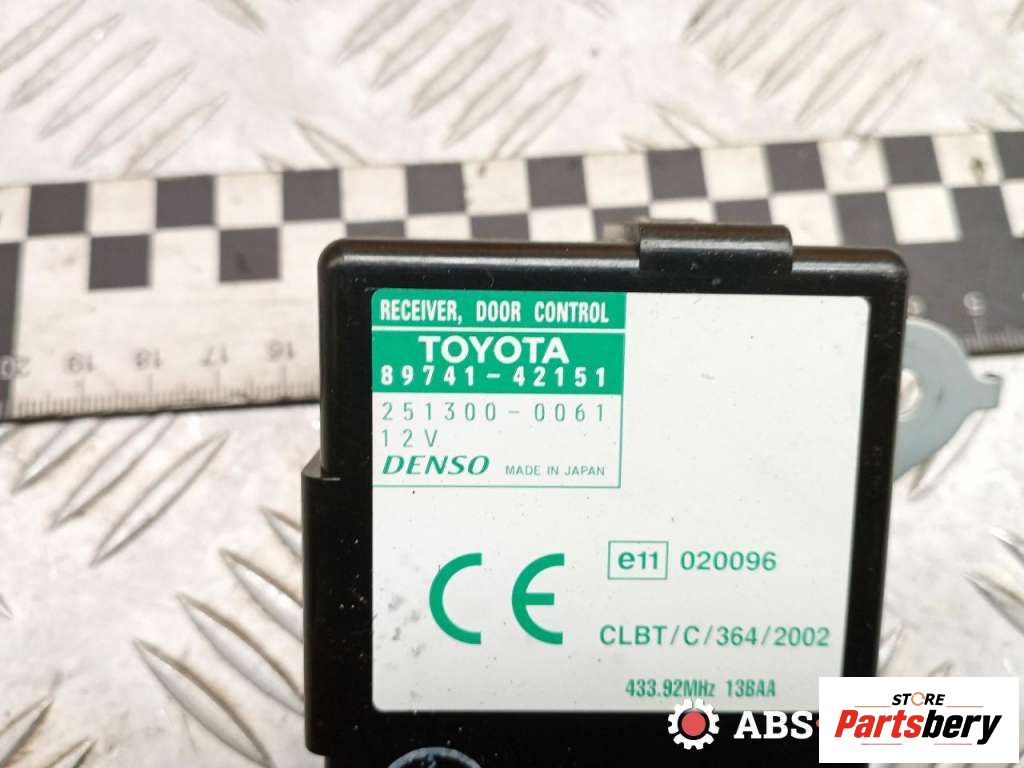 RECEIVER, DOOR CONTROL
TOYOTA
89741-42151
251300-0061
12V
DENSO MADE IN JAPAN
20 19 18 17 16
CE
e11 020096
CLBT/C/364/2002
433.92MHz 13BAA
ABS-
STORE
Partsbery